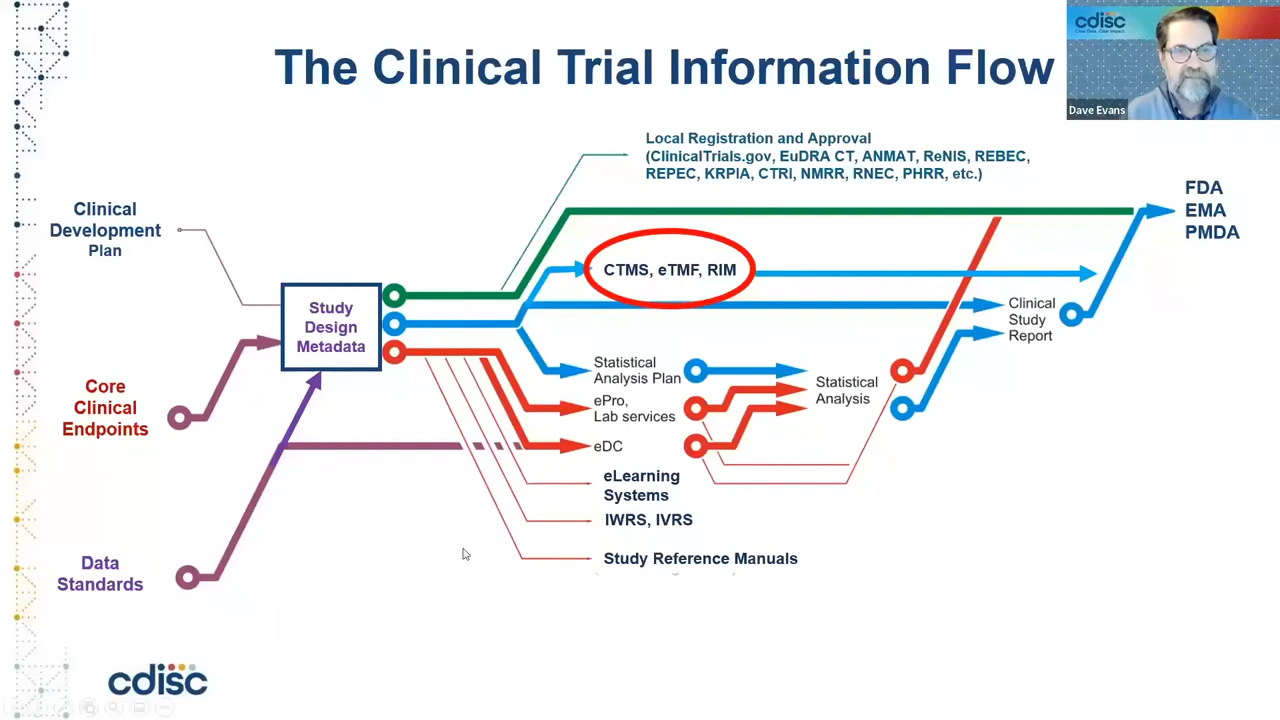 The Clinical Trial Information Flow
cdisc
Clear Data. Clear Impact.
Dave Evans
Local Registration and Approval
(ClinicalTrials.gov, EuDRA CT, ANMAT, ReNIS, REBEC,
REPEC, KRPIA, CTRI, NMRR, RNEC, PHRR, etc.)
FDA
EMA
PMDA
Clinical
Development
Plan
CTMS, eTMF, RIM
Study
Design
Metadata
Clinical
Study
Report
Statistical
Analysis Plan
Statistical
Analysis
ePro,
Lab services
eDC
Core
Clinical
Endpoints
eLearning
Systems
IWRS, IVRS
Study Reference Manuals
Data
Standards
cdisc